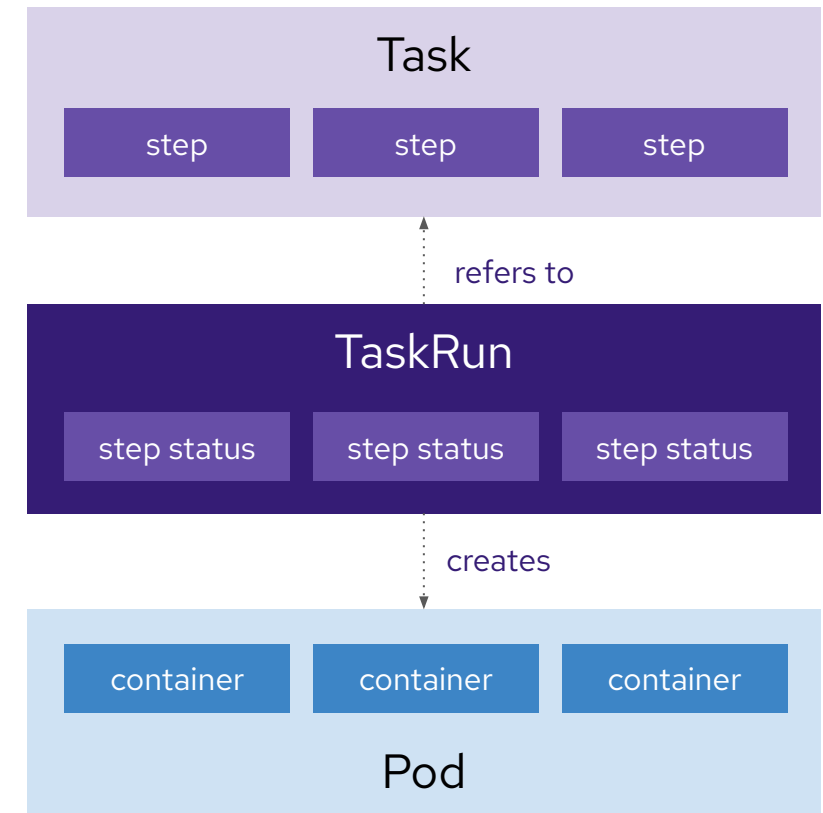 Task
step step step
refers to
TaskRun
step status step status step status
creates
container container container
Pod